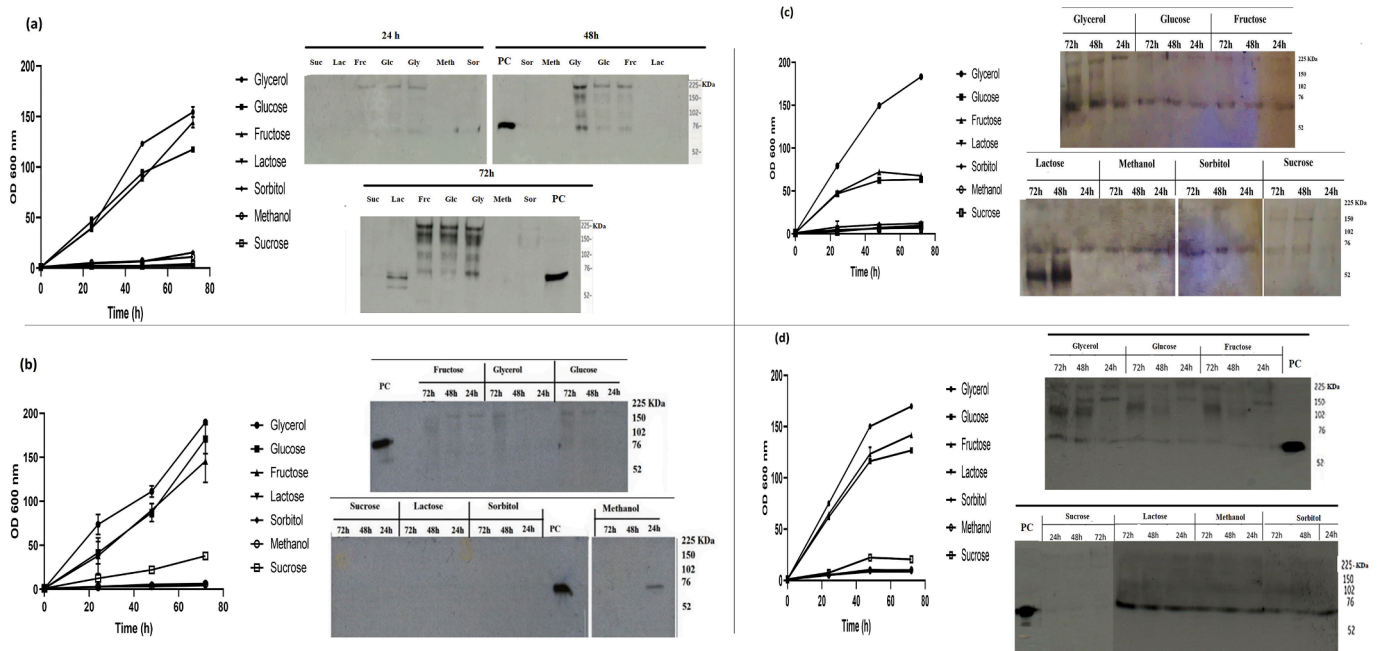 (a)
24 h
48h
Suc Lac Frc Glc Gly Meth Sor PC Sor Meth Gly Glc Frc Lac
225- KDa
150-
102-
76-
52-
72h
Suc Lac Frc Glc Gly Meth Sor PC
225- KDa
150-
102-
76-
52-
OD 600 nm
200
150
100
50
0
0 20 40 60 80
Time (h)
Glycerol
Glucose
Fructose
Lactose
Sorbitol
Methanol
Sucrose
(c)
OD 600 nm
200
150
100
50
0
0 20 40 60 80
Time (h)
Glycerol
Glucose
Fructose
Lactose
Sorbitol
Methanol
Sucrose
Glycerol Glucose Fructose
72h 48h 24h 72h 48h 24h 72h 48h 24h
225 KDa
150
102
76
52
Lactose Methanol Sorbitol Sucrose
72h 48h 24h 72h 48h 24h 72h 48h 24h 72h 48h 24h
225 KDa
150
102
76
52
(b)
OD 600 nm
200
150
100
50
0
0 20 40 60 80
Time (h)
Glycerol
Glucose
Fructose
Lactose
Sorbitol
Methanol
Sucrose
PC Fructose Glycerol Glucose
72h 48h 24h 72h 48h 24h 72h 48h 24h
225 KDa
150
102
76
52
Sucrose Lactose Sorbitol PC Methanol
72h 48h 24h 72h 48h 24h 72h 48h 24h 72h 48h 24h
225 KDa
150
102
76
52
(d)
OD 600 nm
200
150
100
50
0
0 20 40 60 80
Time (h)
Glycerol
Glucose
Fructose
Lactose
Sorbitol
Methanol
Sucrose
Glycerol Glucose Fructose PC
72h 48h 24h 72h 48h 24h 72h 48h 24h
225 KDa
150
102
76
52
PC Sucrose Lactose Methanol Sorbitol
24h 48h 72h 72h 48h 24h 72h 48h 24h 72h 48h 24h
225- KDa
150
102
76
52